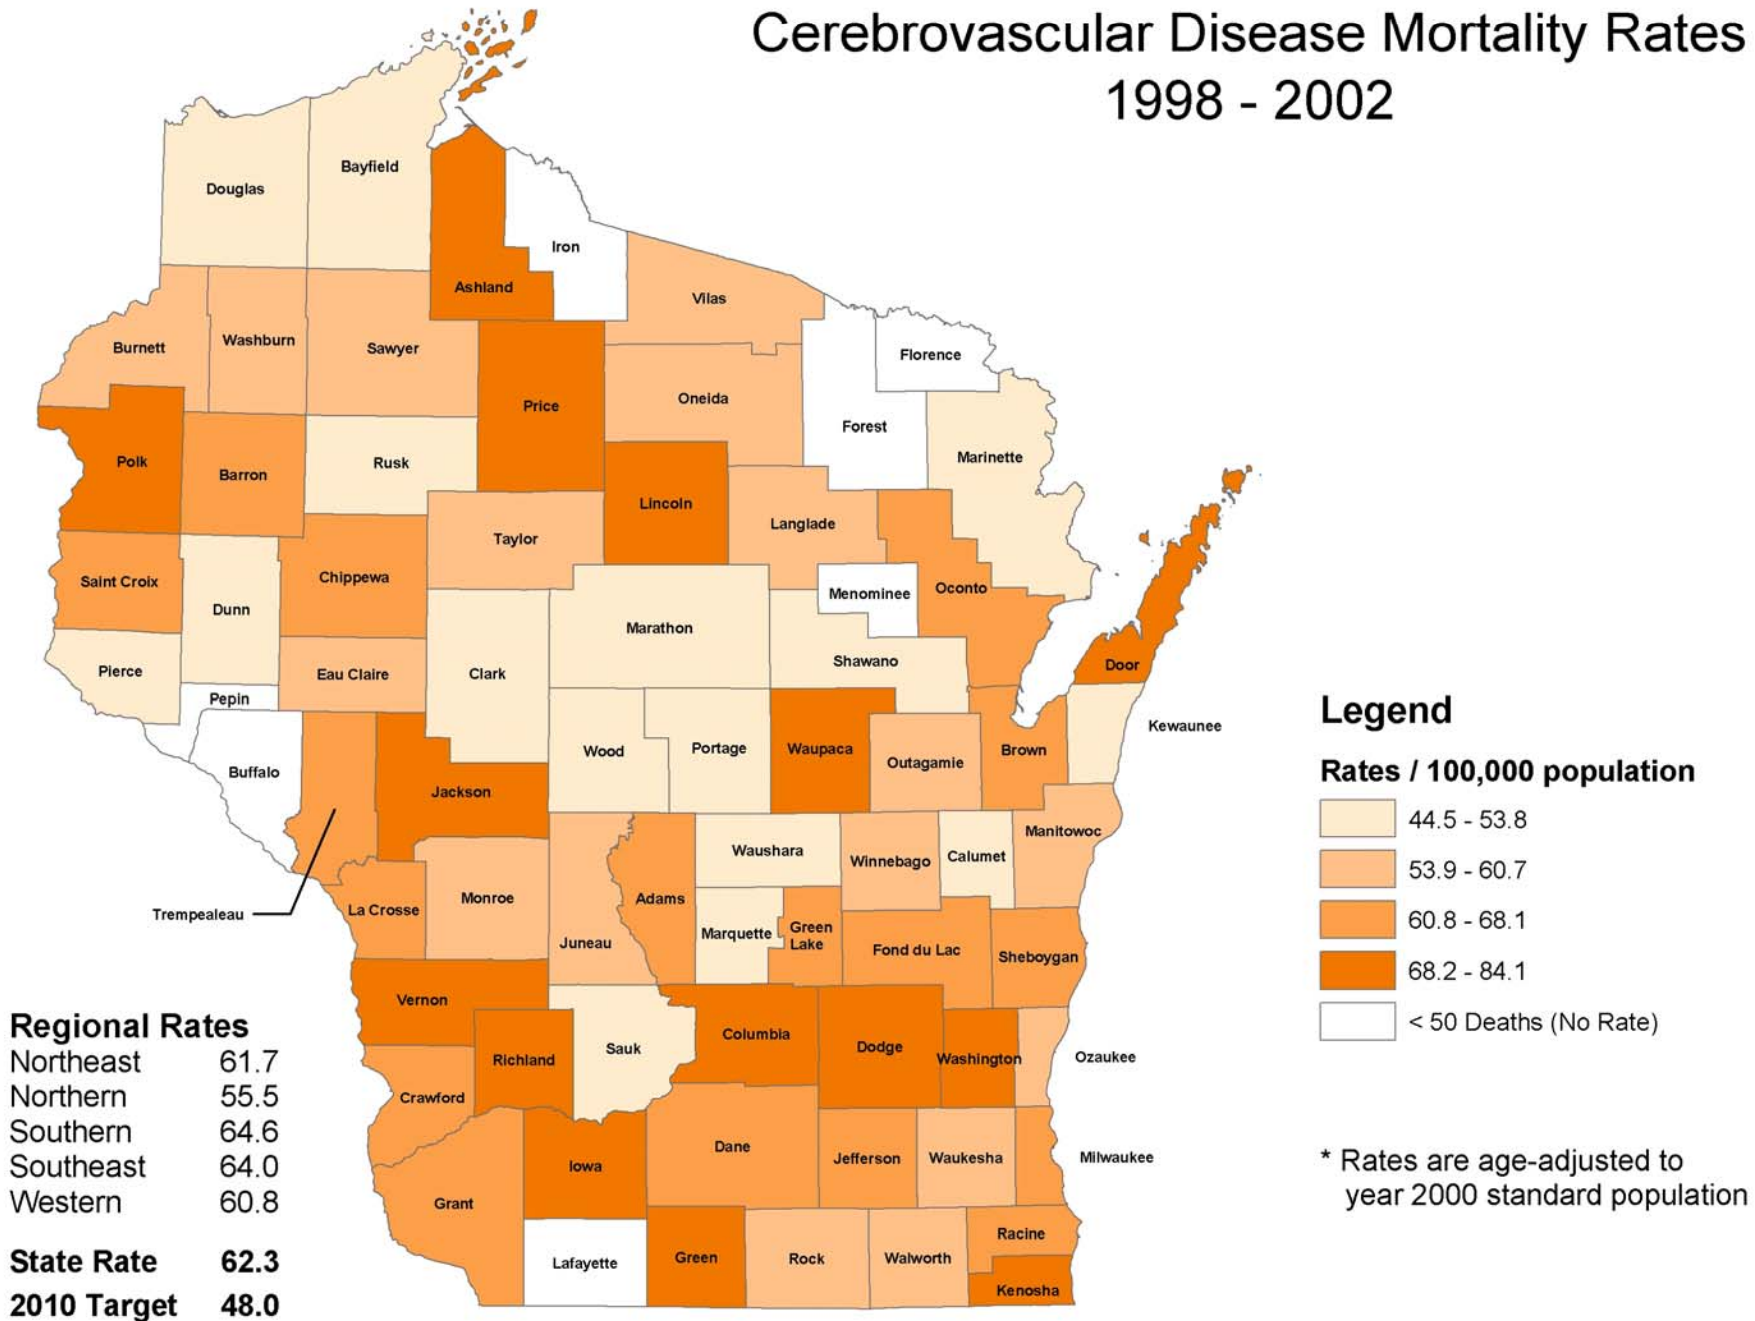 Cerebrovascular Disease Mortality Rates
1998 - 2002
Douglas
Bayfield
Iron
Ashland
Vilas
Burnett
Washburn
Sawyer
Florence
Price
Oneida
Forest
Polk
Barron
Rusk
Marinette
Lincoln
Langlade
Taylor
Saint Croix
Chippewa
Dunn
Menominee
Oconto
Marathon
Pierce
Eau Claire
Clark
Shawano
Door
Pepin
Kewaunee
Buffalo
Wood
Portage
Waupaca
Outagamie
Brown
Jackson
Manitowoc
Waushara
Winnebago
Calumet
Trempealeau
La Crosse
Monroe
Juneau
Adams
Marquette
Green
Lake
Fond du Lac
Sheboygan
Vernon
Richland
Sauk
Columbia
Dodge
Washington
Ozaukee
Crawford
Dane
Jefferson
Waukesha
Milwaukee
Iowa
Grant
Lafayette
Green
Rock
Walworth
Racine
Kenosha
Legend
Rates / 100,000 population
44.5 - 53.8
53.9 - 60.7
60.8 - 68.1
68.2 - 84.1
< 50 Deaths (No Rate)
* Rates are age-adjusted to
year 2000 standard population
Regional Rates
Northeast 61.7
Northern 55.5
Southern 64.6
Southeast 64.0
Western 60.8
State Rate 62.3
2010 Target 48.0